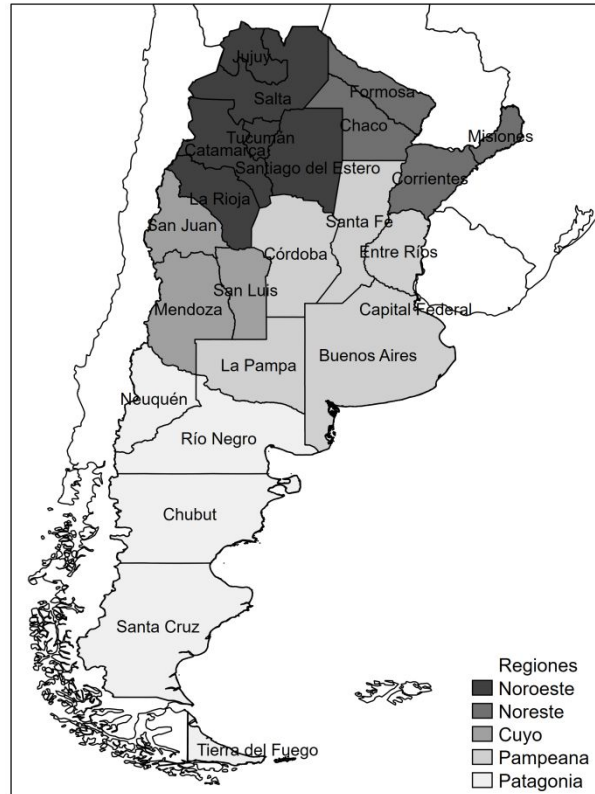 Jujuy
Salta
Formosa
Chaco
Tucumán
Misiones
Catamarca
Santiago del Estero
Corrientes
La Rioja
San Juan
Santa Fe
Córdoba
Entre Ríos
San Luis
Mendoza
Capital Federal
Buenos Aires
La Pampa
Neuquén
Río Negro
Chubut
Santa Cruz
Tierra del Fuego
Regiones
Noroeste
Noreste
Cuyo
Pampeana
Patagonia